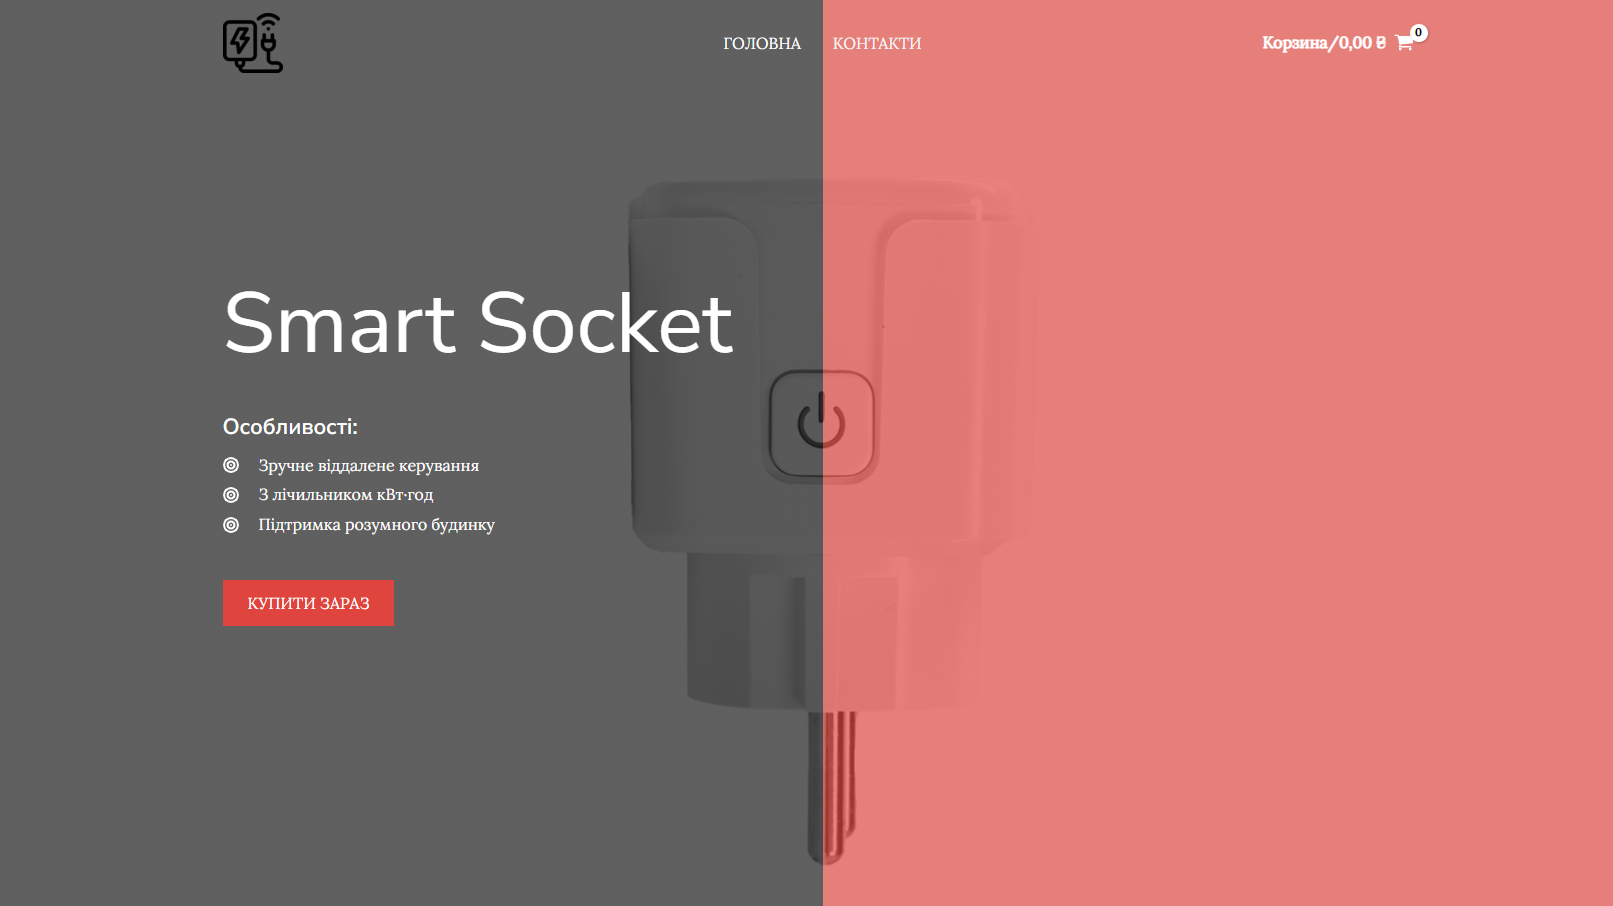 ГОЛОВНА
КОНТАКТИ
Корзина/0,00 ₴
0
Smart Socket
Особливості:
Зручне віддалене керування
З лічильником кВт·год
Підтримка розумного будинку
КУПИТИ ЗАРАЗ